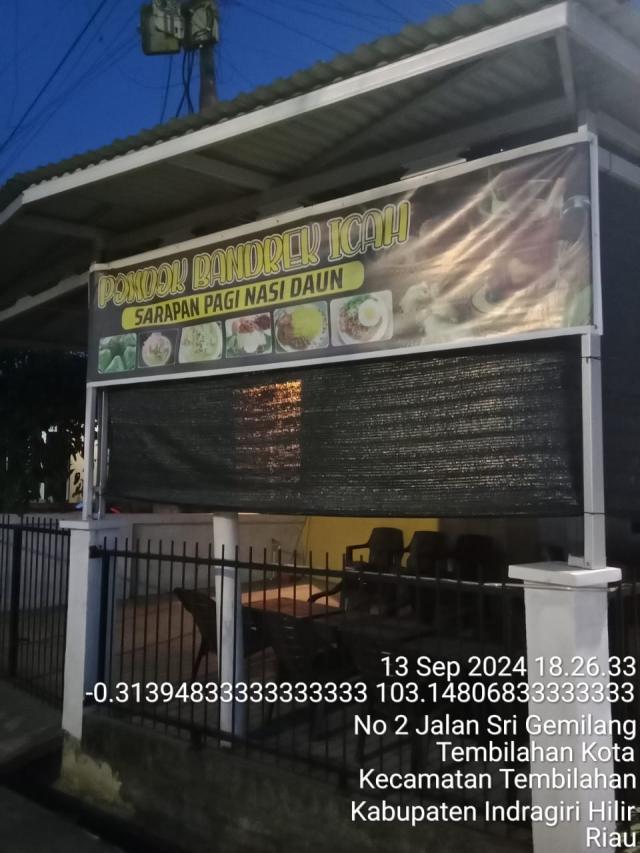 PONDOK BANDREK ICAH
SARAPAN PAGI NASI DAUN
13 Sep 2024 18.26.33
-0.31394833333333333 103.14806833333333
No 2 Jalan Sri Gemilang
Tembilahan Kota
Kecamatan Tembilahan
Kabupaten Indragiri Hilir
Riau